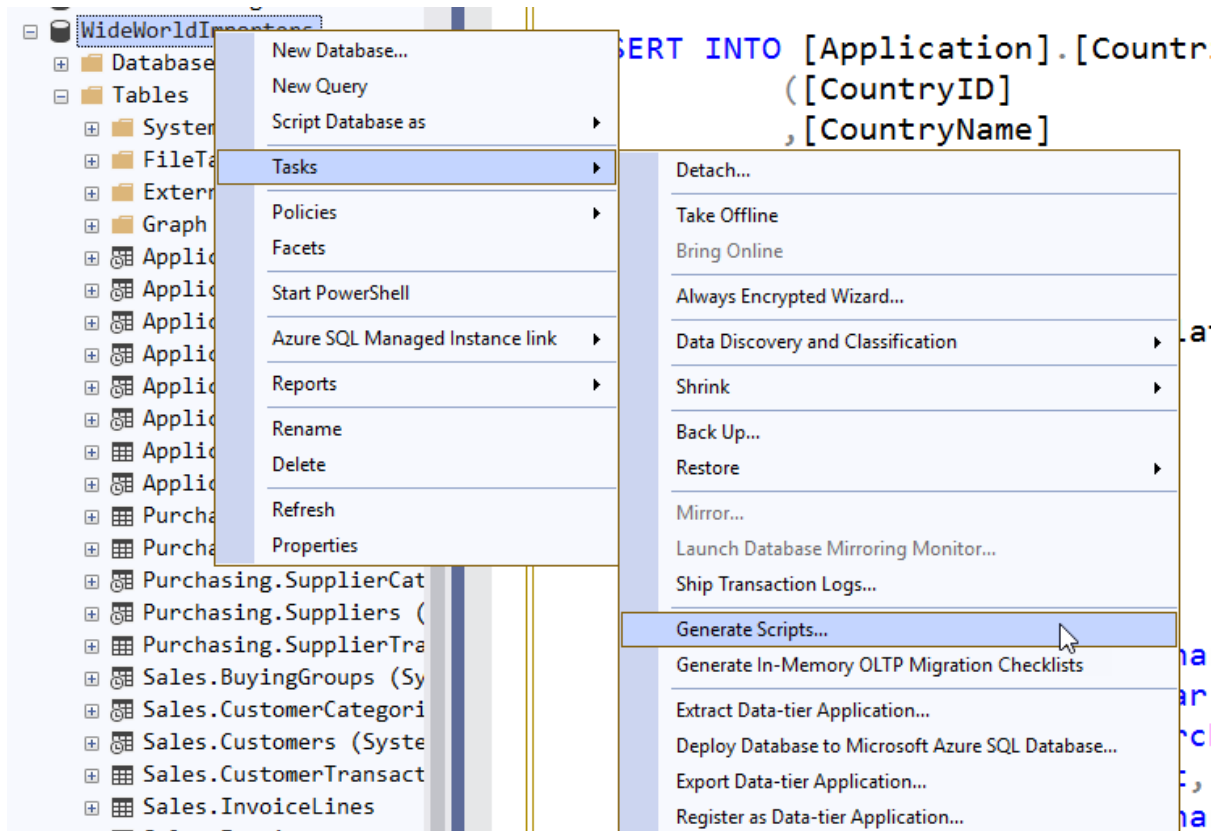 WideWorldImporters
Database
Tables
System
FileTa
Extern
Graph
Applic
Applic
Applic
Applic
Applic
Applic
Applic
Applic
Purcha
Purcha
Purchasing.SupplierCat
Purchasing.Suppliers (
Purchasing.SupplierTra
Sales.BuyingGroups (Sy
Sales.CustomerCategori
Sales.Customers (Syste
Sales.CustomerTransact
Sales.InvoiceLines
New Database...
New Query
Script Database as
Tasks
Policies
Facets
Start PowerShell
Azure SQL Managed Instance link
Reports
Rename
Delete
Refresh
Properties
SERT INTO [Application].[Countr
([CountryID]
,[CountryName]
Detach...
Take Offline
Bring Online
Always Encrypted Wizard...
Data Discovery and Classification
Shrink
Back Up...
Restore
Mirror...
Launch Database Mirroring Monitor...
Ship Transaction Logs...
Generate Scripts...
Generate In-Memory OLTP Migration Checklists
Extract Data-tier Application...
Deploy Database to Microsoft Azure SQL Database...
Export Data-tier Application...
Register as Data-tier Application...